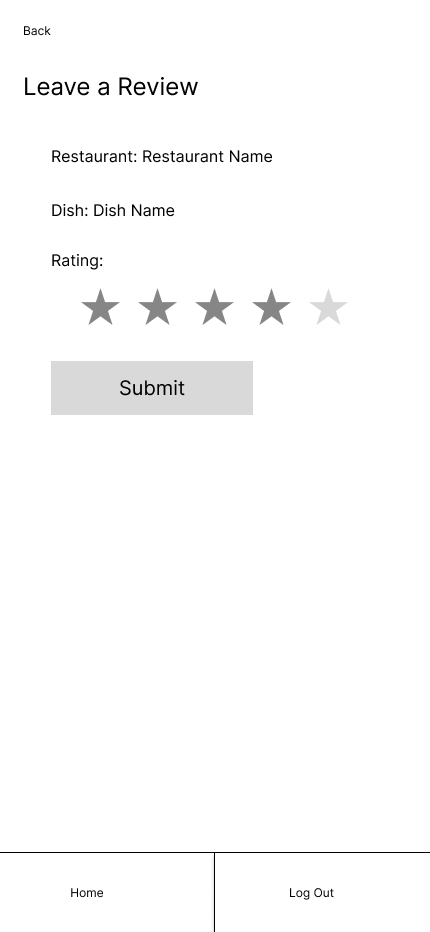 Back
Leave a Review
Restaurant: Restaurant Name
Dish: Dish Name
Rating:
Submit
Home
Log Out